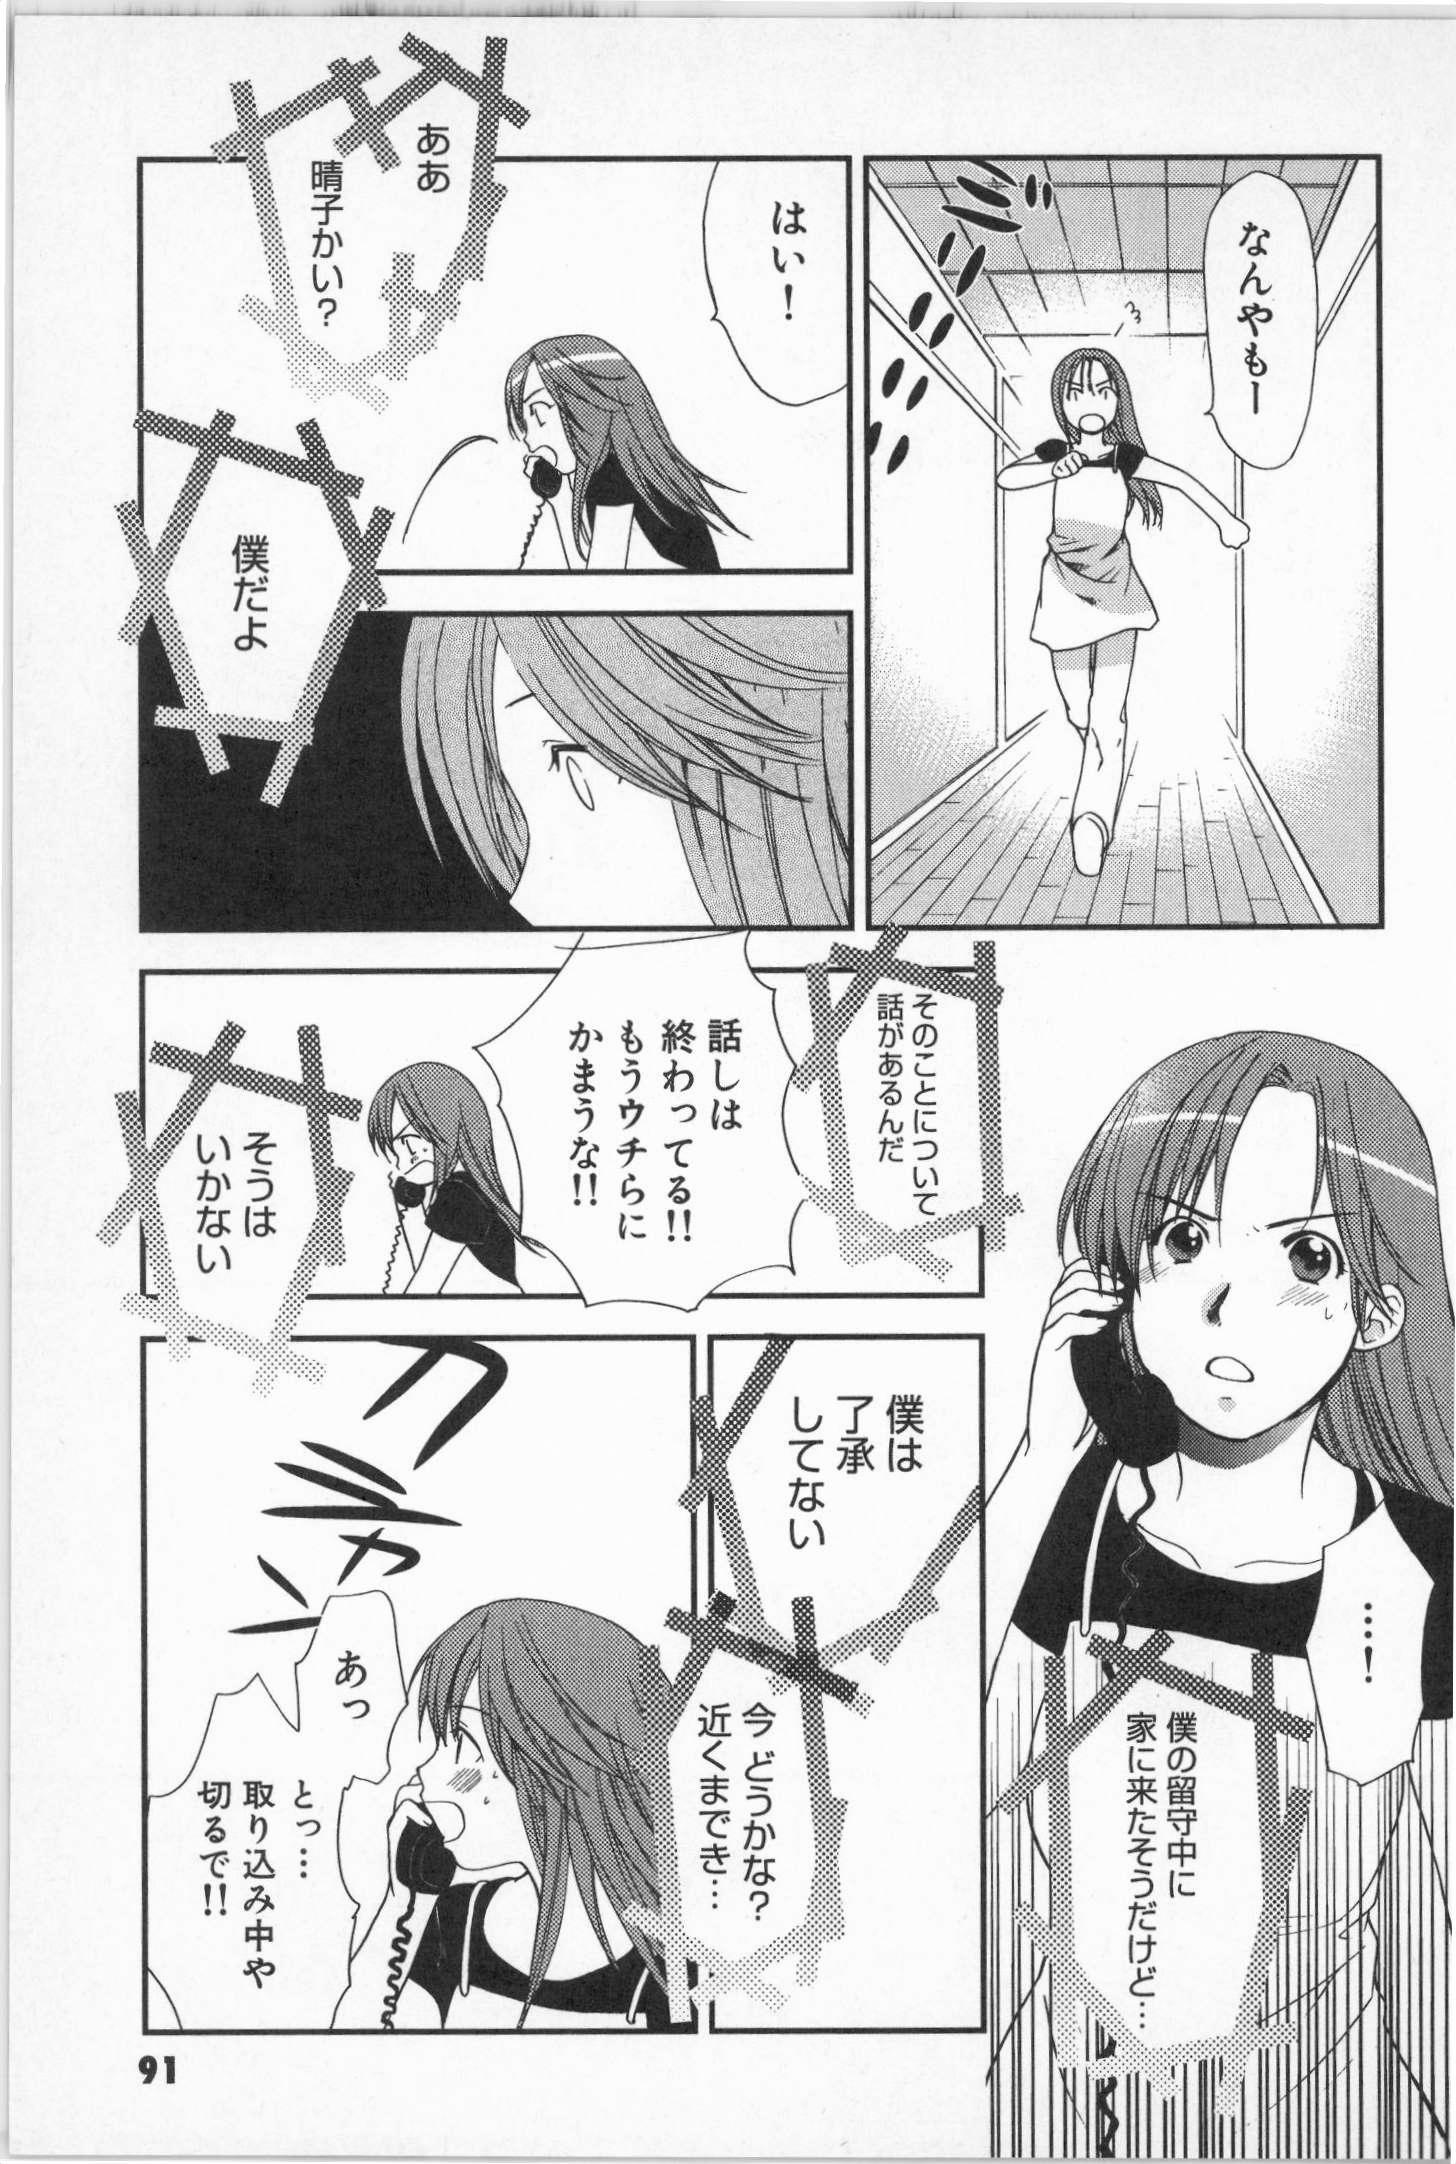 なんやもー
はい！
ああ
晴子かい？
僕だよ
…！
僕の留守中に
家に来たそうだけど…
そのことについて
話があるんだ
話しは
終わってる!!
もうウチらに
かまうな!!
そうは
いかない
僕は
了承
してない
今 どうかな？
近くまでき…
あっ
とっ…
取り込み中や
切るで!!
ガチャ
91